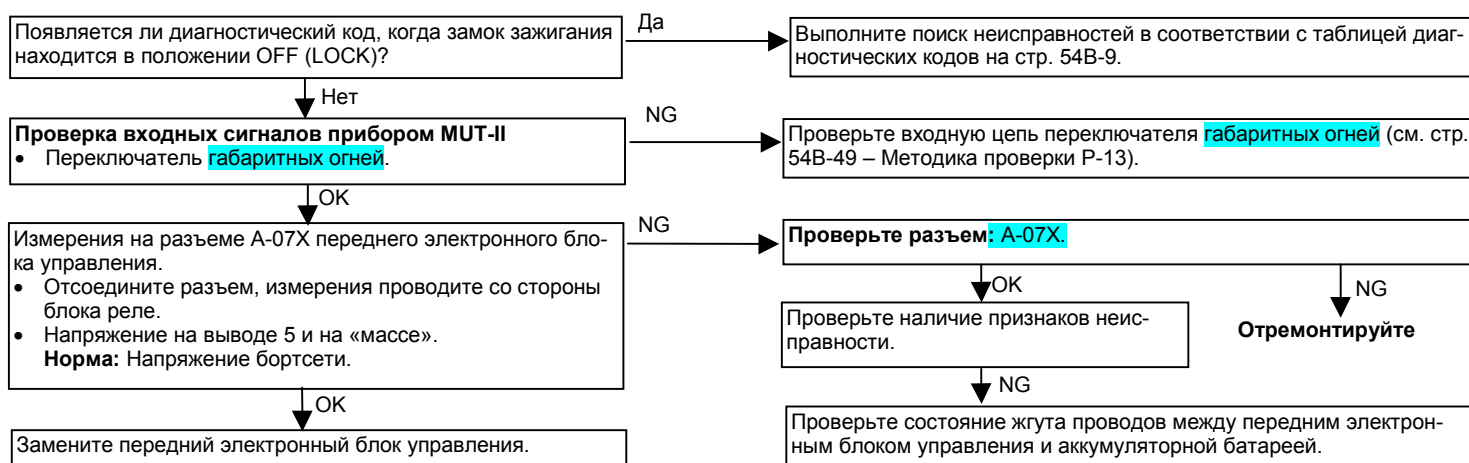 Появляется ли диагностический код, когда замок зажигания
находится в положении OFF (LOCK)?
Да
Выполните поиск неисправностей в соответствии с таблицей диаг-
ностических кодов на стр. 54В-9.
Нет
Проверка входных сигналов прибором MUT-II
• Переключатель габаритных огней.
NG
Проверьте входную цепь переключателя габаритных огней (см. стр.
54В-49 – Методика проверки Р-13).
OK
Измерения на разъеме А-07Х переднего электронного бло-
ка управления.
• Отсоедините разъем, измерения проводите со стороны
блока реле.
• Напряжение на выводе 5 и на «массе».
Норма: Напряжение бортсети.
NG
Проверьте разъем: А-07Х.
OK
NG
Проверьте наличие признаков неис-
правности.
Отремонтируйте
NG
Проверьте состояние жгута проводов между передним электрон-
ным блоком управления и аккумуляторной батареей.
OK
Замените передний электронный блок управления.